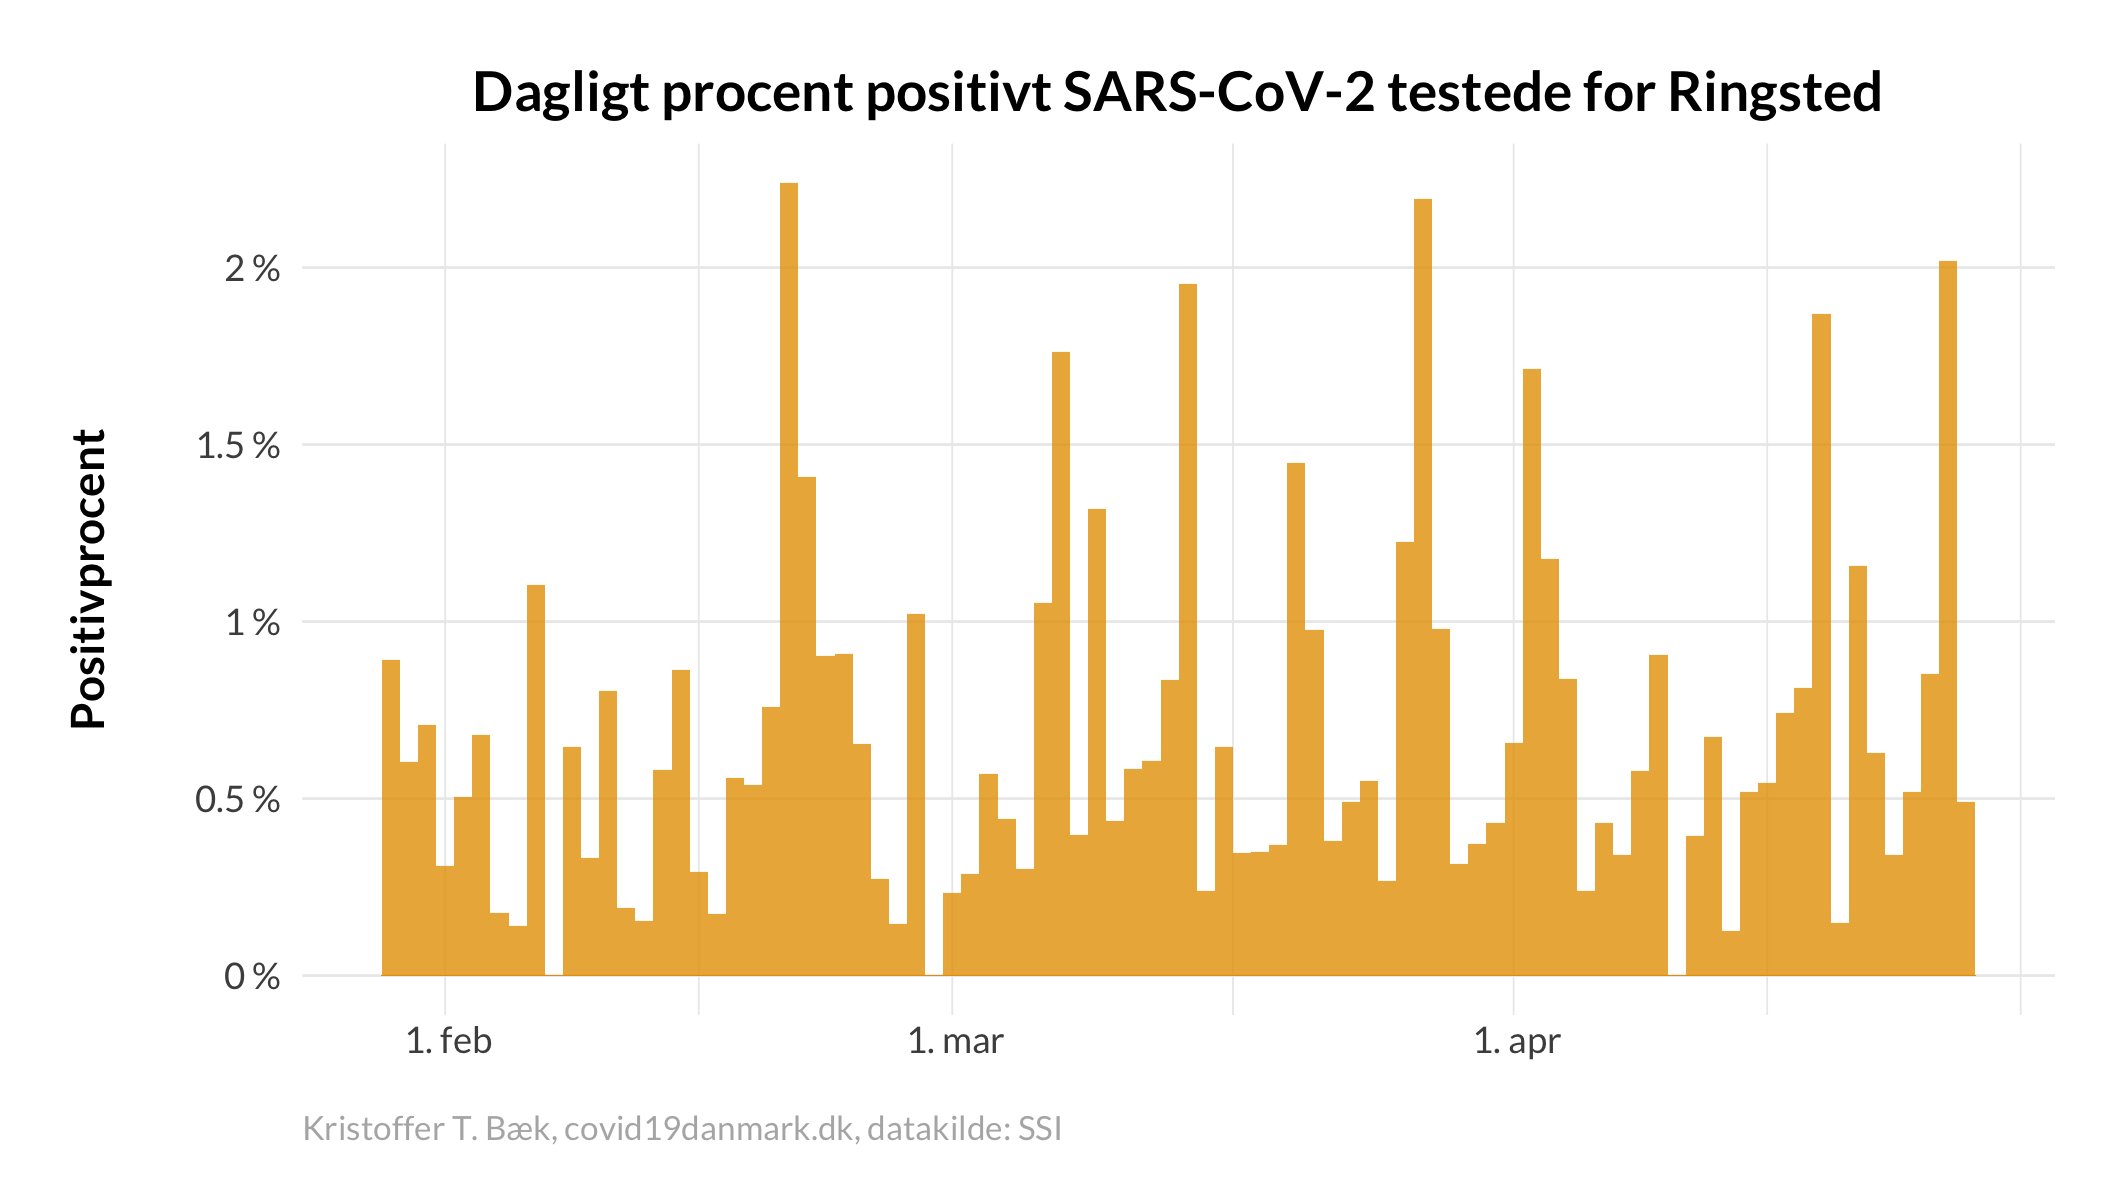 Dagligt procent positivt SARS-CoV-2 testede for Ringsted
Positivprocent
2 %
1.5 %
1 %
0.5 %
0 %
1. feb
1. mar
1. apr
Kristoffer T. Bæk, covid19danmark.dk, datakilde: SSI